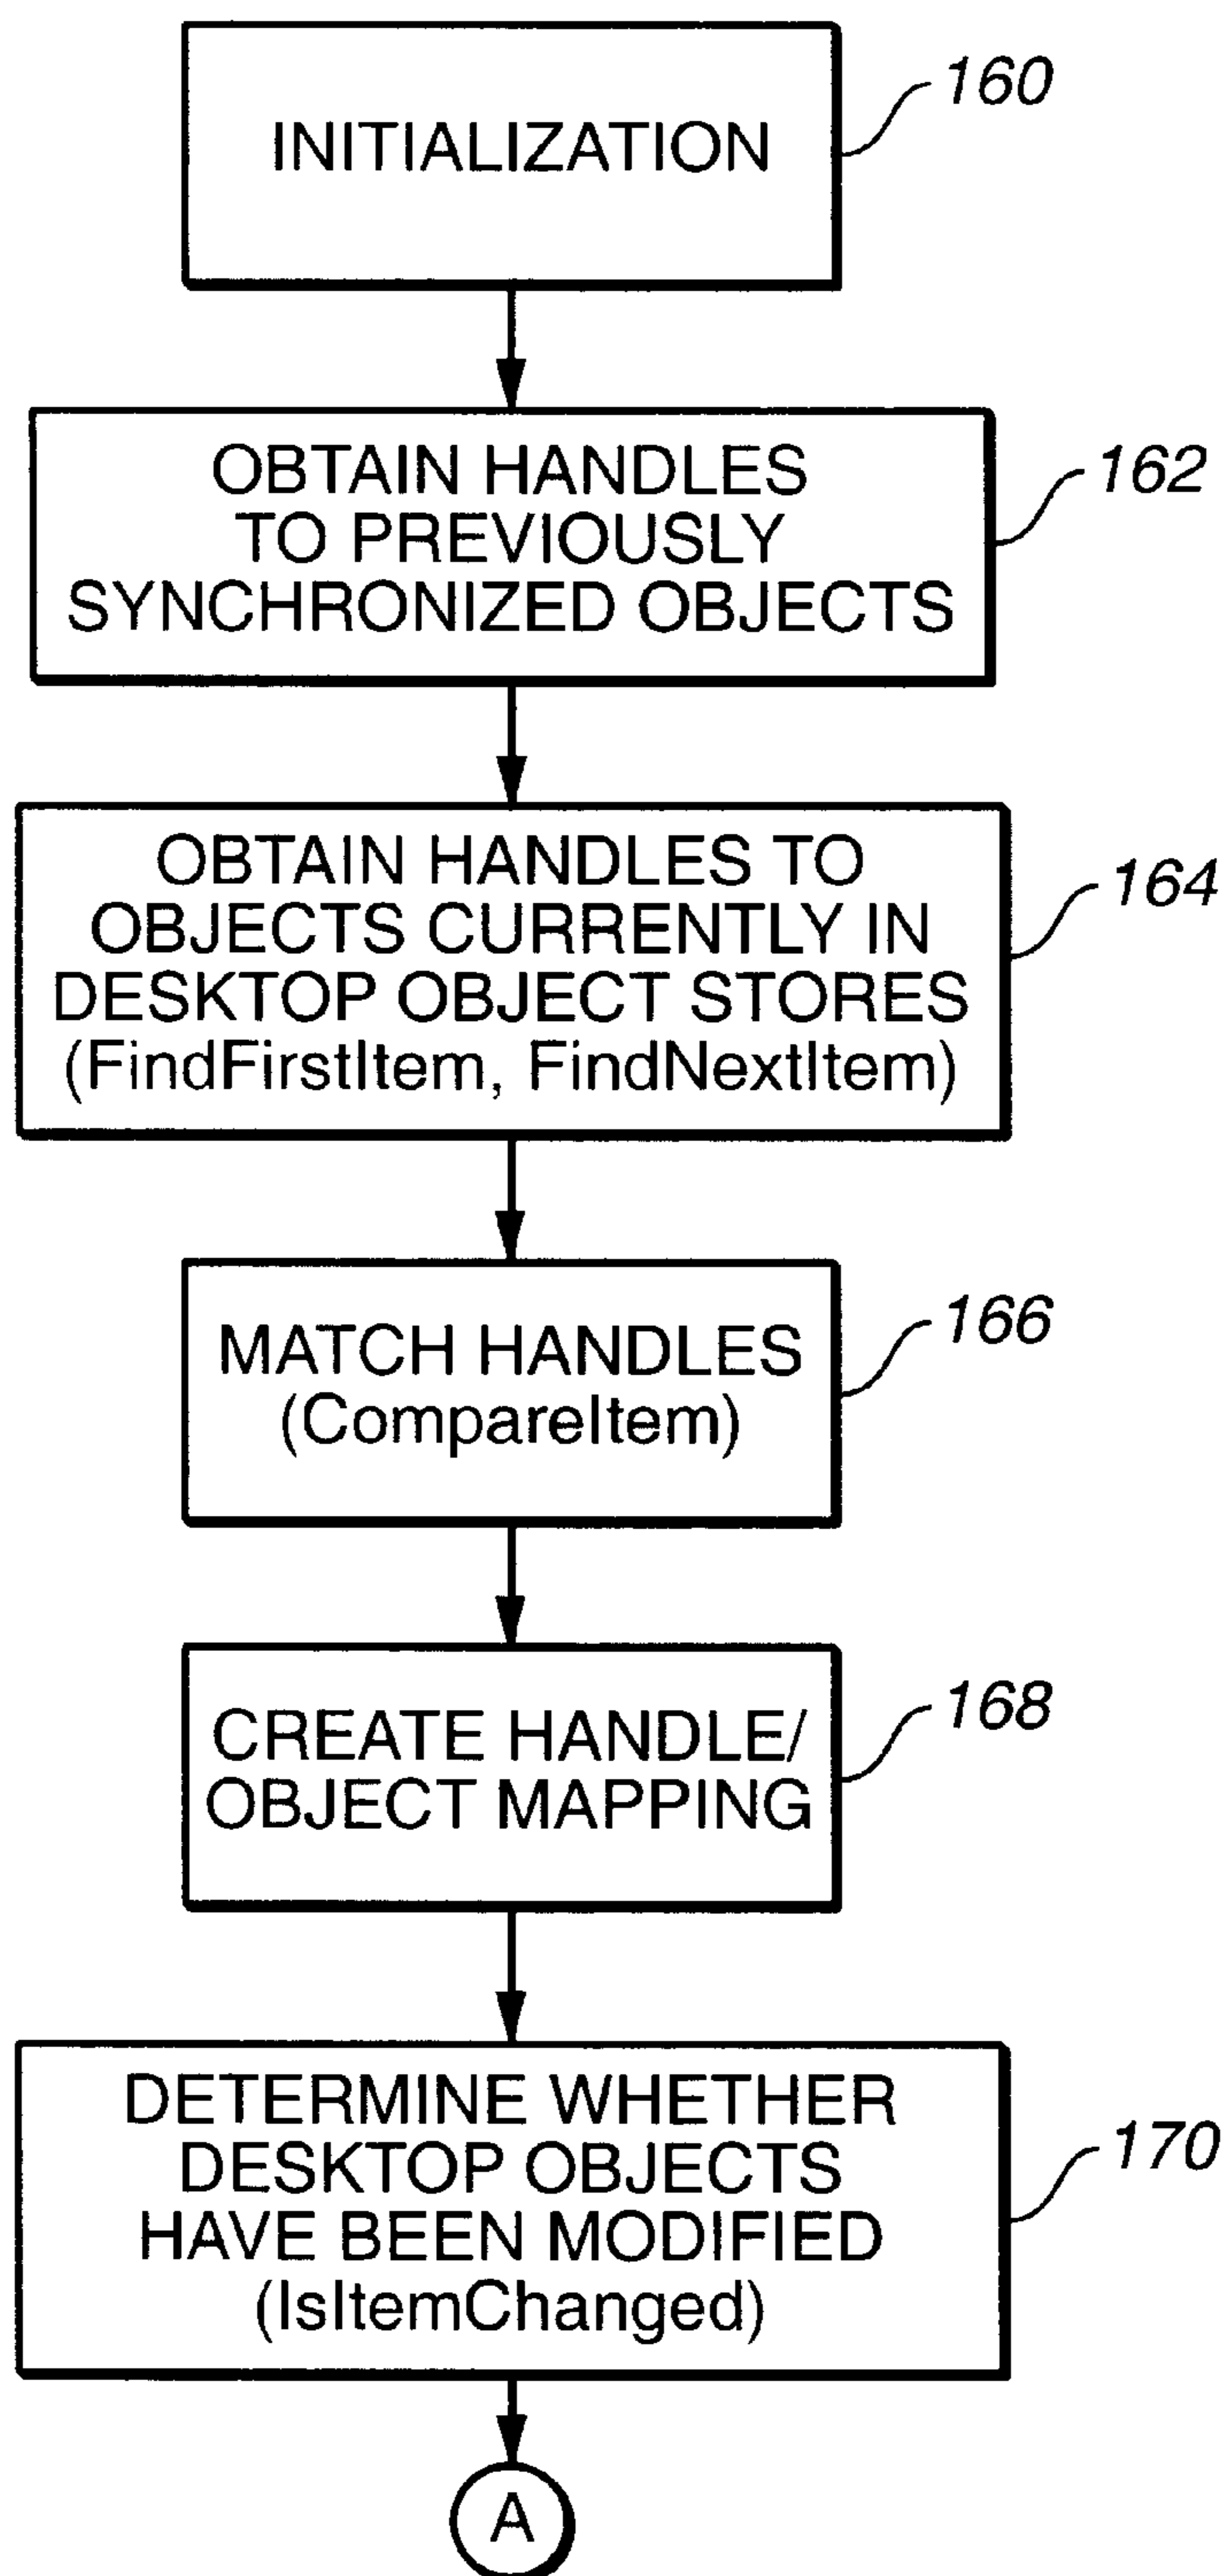 INITIALIZATION
160
OBTAIN HANDLES
TO PREVIOUSLY
SYNCHRONIZED OBJECTS
162
OBTAIN HANDLES TO
OBJECTS CURRENTLY IN
DESKTOP OBJECT STORES
(FindFirstItem, FindNextItem)
164
MATCH HANDLES
(CompareItem)
166
CREATE HANDLE/
OBJECT MAPPING
168
DETERMINE WHETHER
DESKTOP OBJECTS
HAVE BEEN MODIFIED
(IsItemChanged)
170
A